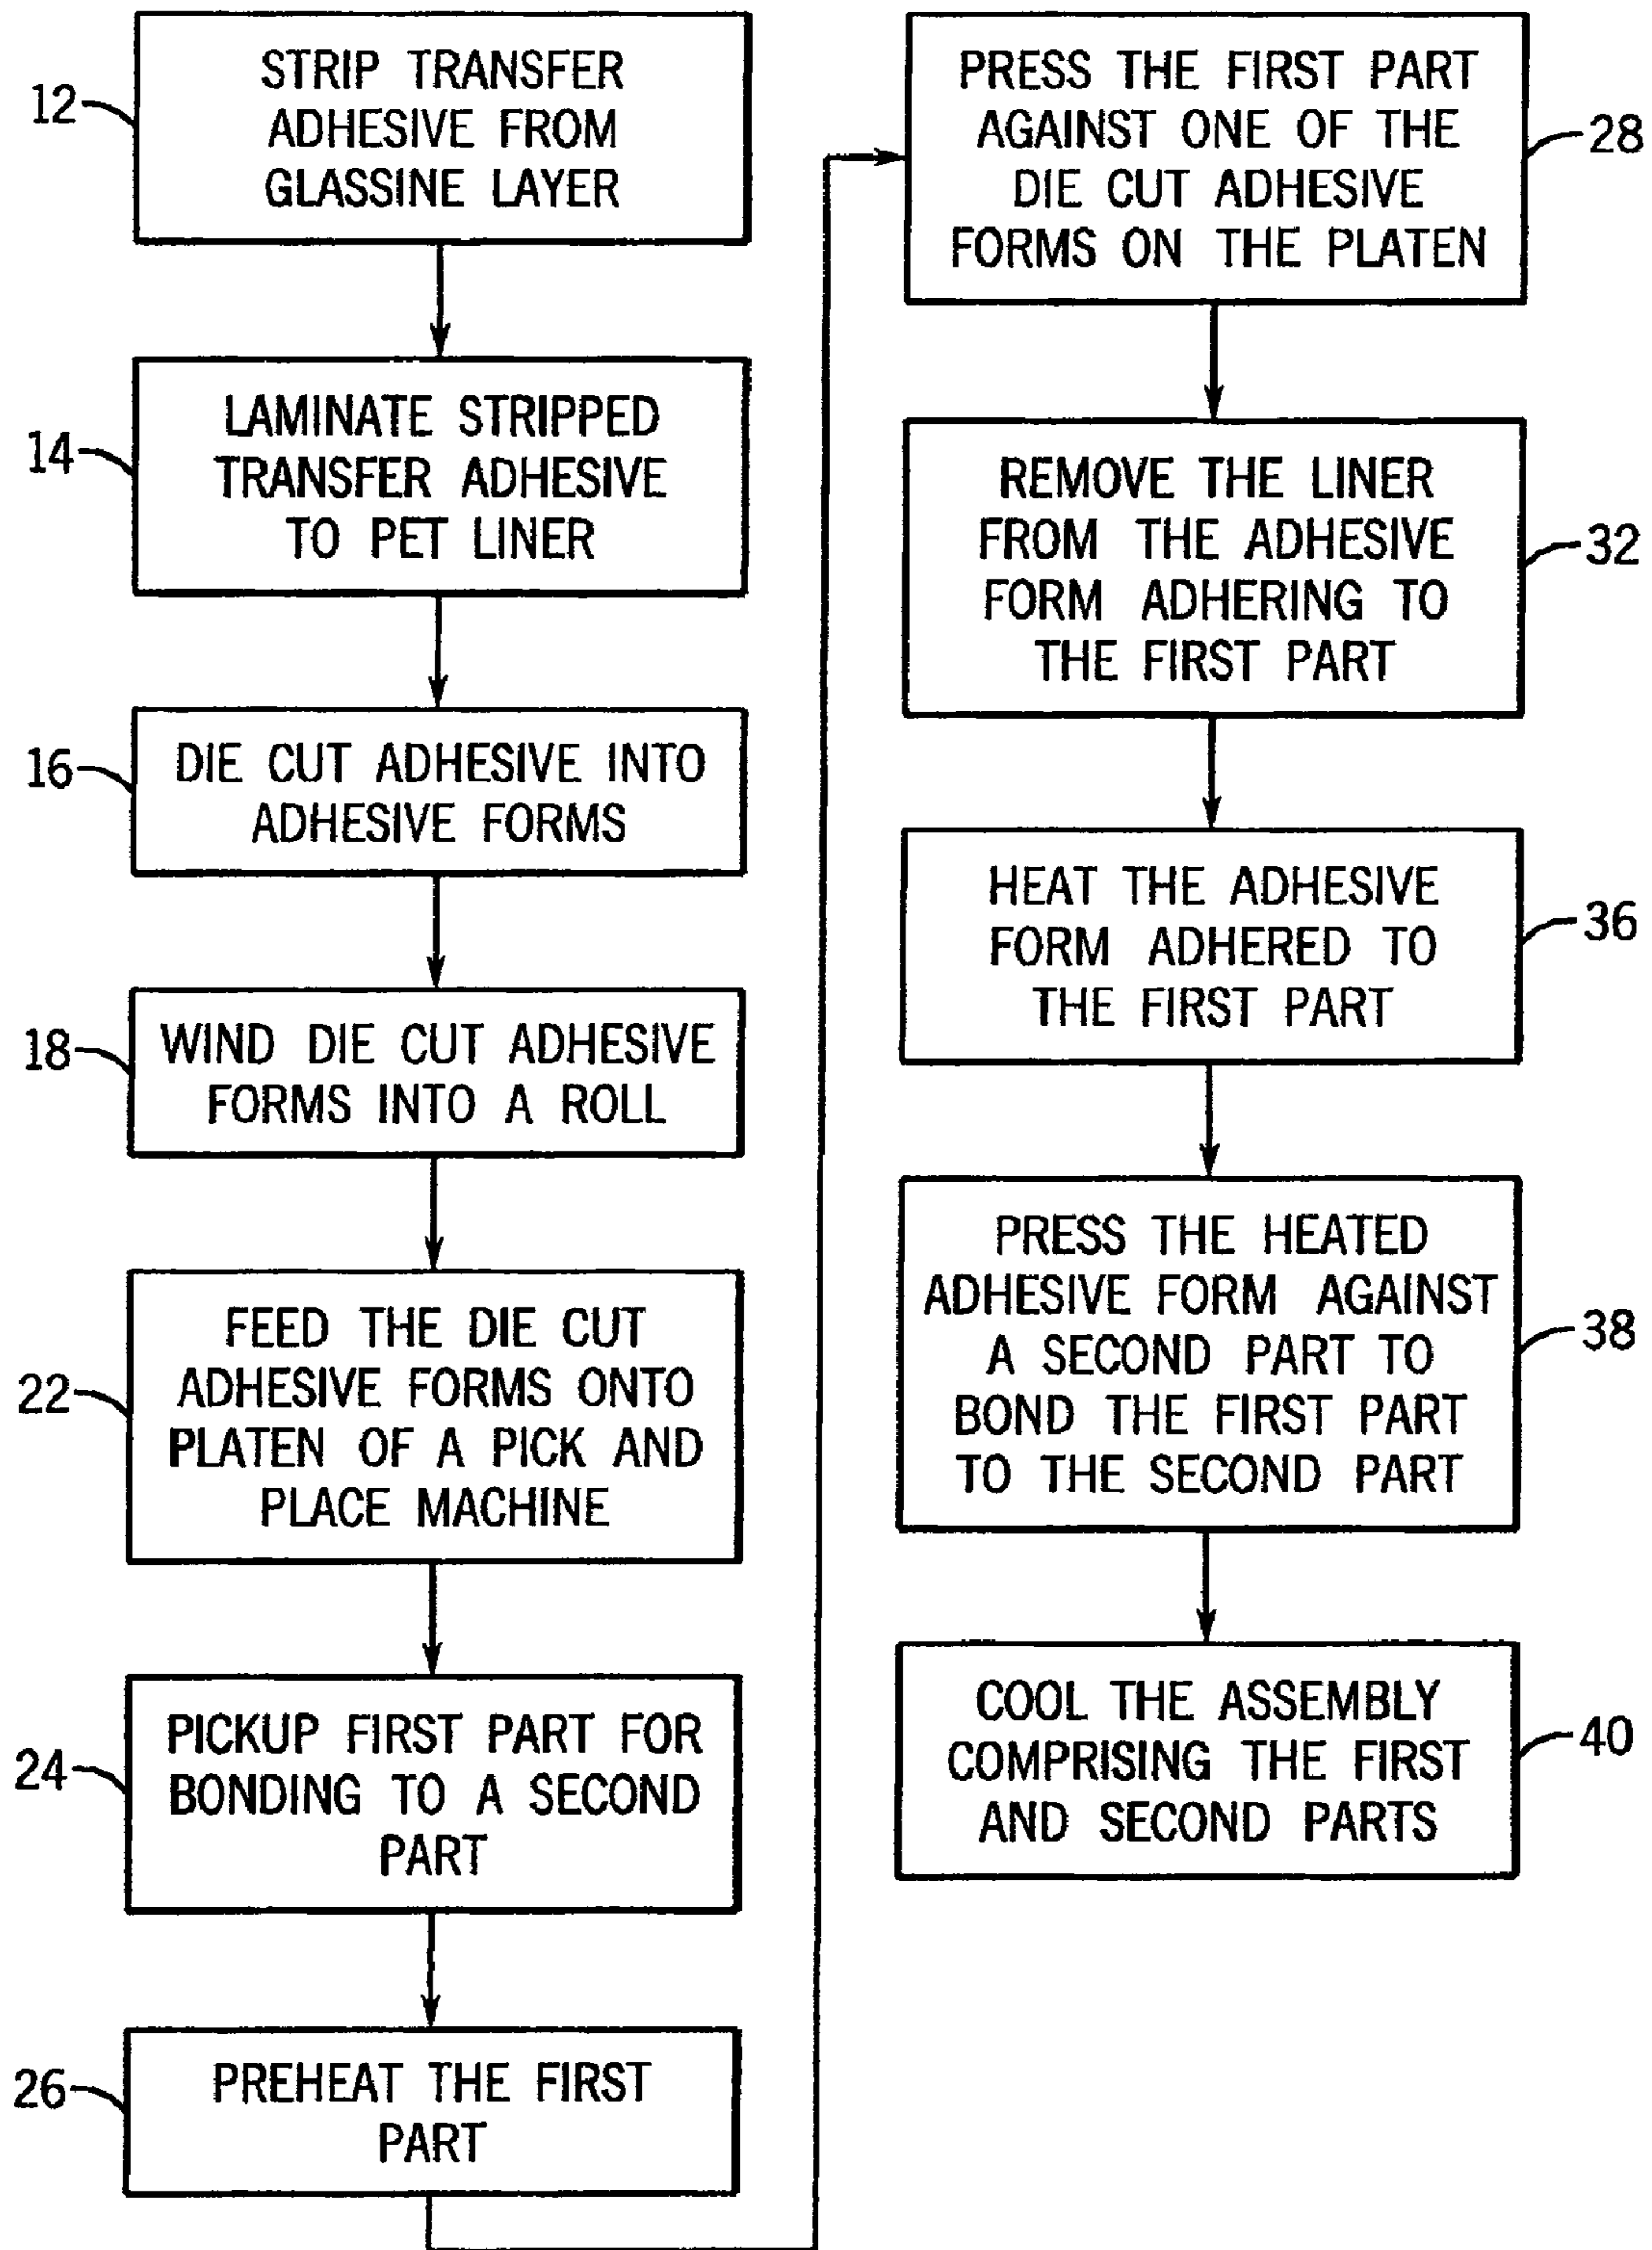 12
STRIP TRANSFER
ADHESIVE FROM
GLASSINE LAYER
14
LAMINATE STRIPPED
TRANSFER ADHESIVE
TO PET LINER
16
DIE CUT ADHESIVE INTO
ADHESIVE FORMS
18
WIND DIE CUT ADHESIVE
FORMS INTO A ROLL
22
FEED THE DIE CUT
ADHESIVE FORMS ONTO
PLATEN OF A PICK AND
PLACE MACHINE
24
PICKUP FIRST PART FOR
BONDING TO A SECOND
PART
26
PREHEAT THE FIRST
PART
PRESS THE FIRST PART
AGAINST ONE OF THE
DIE CUT ADHESIVE
FORMS ON THE PLATEN
28
REMOVE THE LINER
FROM THE ADHESIVE
FORM ADHERING TO
THE FIRST PART
32
HEAT THE ADHESIVE
FORM ADHERED TO
THE FIRST PART
36
PRESS THE HEATED
ADHESIVE FORM AGAINST
A SECOND PART TO
BOND THE FIRST PART
TO THE SECOND PART
38
COOL THE ASSEMBLY
COMPRISING THE FIRST
AND SECOND PARTS
40